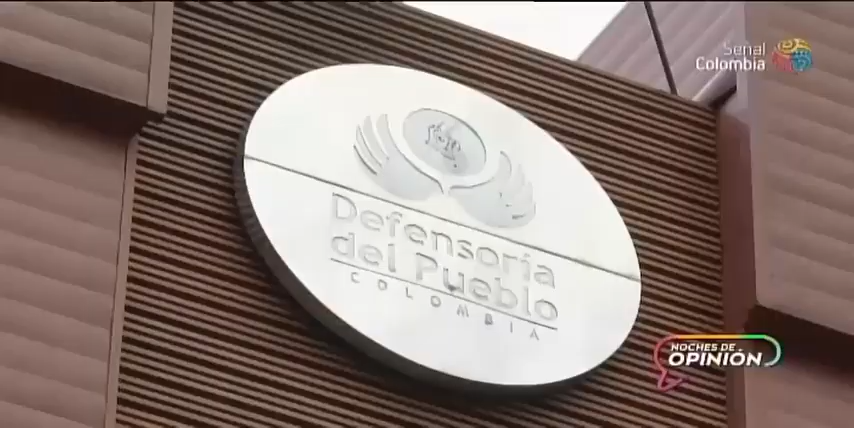 Señal
Colombia
Defensoría
del Pueblo
COLOMBIA
NOCHES DE
OPINIÓN